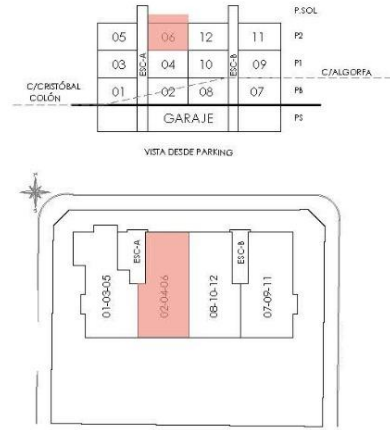 P.SOL
05 06 12 11 P2
ESC-A ESC-B
03 04 10 09 P1
C/ALGORFA
C/CRISTÓBAL
COLÓN
01 02 08 07 PB
GARAJE PS
VISTA DESDE PARKING
ESC-A ESC-B
01-03-05 02-04-06 08-10-12 07-09-11